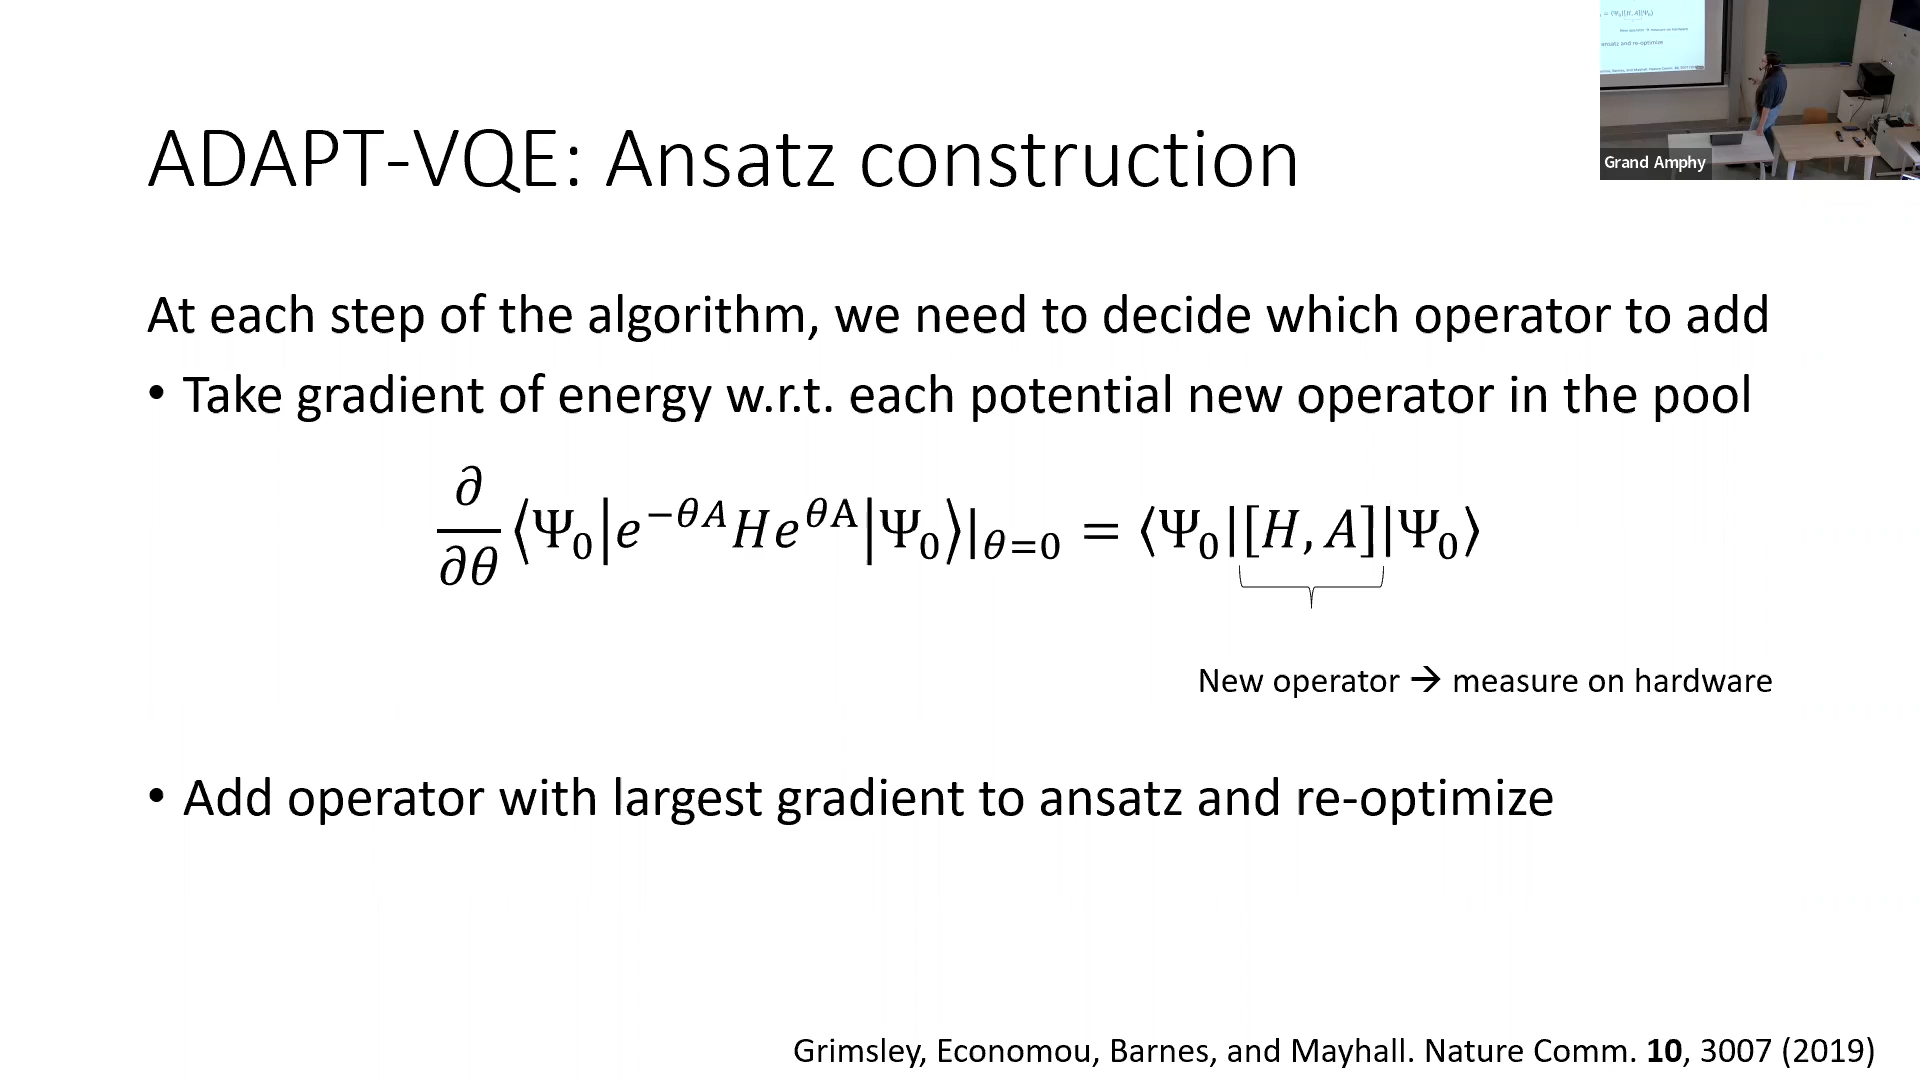 ADAPT-VQE: Ansatz construction
Grand Amphy
At each step of the algorithm, we need to decide which operator to add
• Take gradient of energy w.r.t. each potential new operator in the pool
∂/∂θ ⟨Ψ₀|e^{−θA}He^{θA}|Ψ₀⟩|_{θ=0} = ⟨Ψ₀|[H, A]|Ψ₀⟩
New operator → measure on hardware
• Add operator with largest gradient to ansatz and re-optimize
Grimsley, Economou, Barnes, and Mayhall. Nature Comm. 10, 3007 (2019)